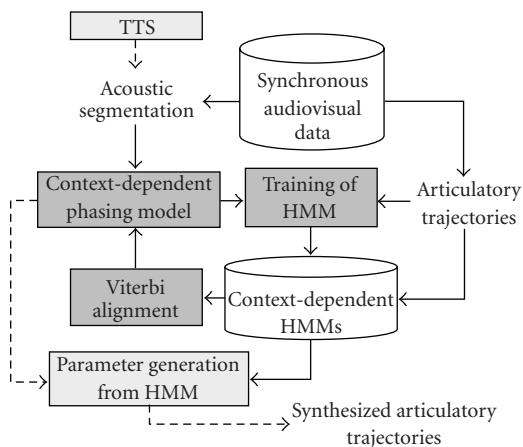 TTS
Acoustic
segmentation
Synchronous
audiovisual
data
Context-dependent
phasing model
Training of
HMM
Articulatory
trajectories
Viterbi
alignment
Context-dependent
HMMs
Parameter generation
from HMM
Synthesized articulatory
trajectories